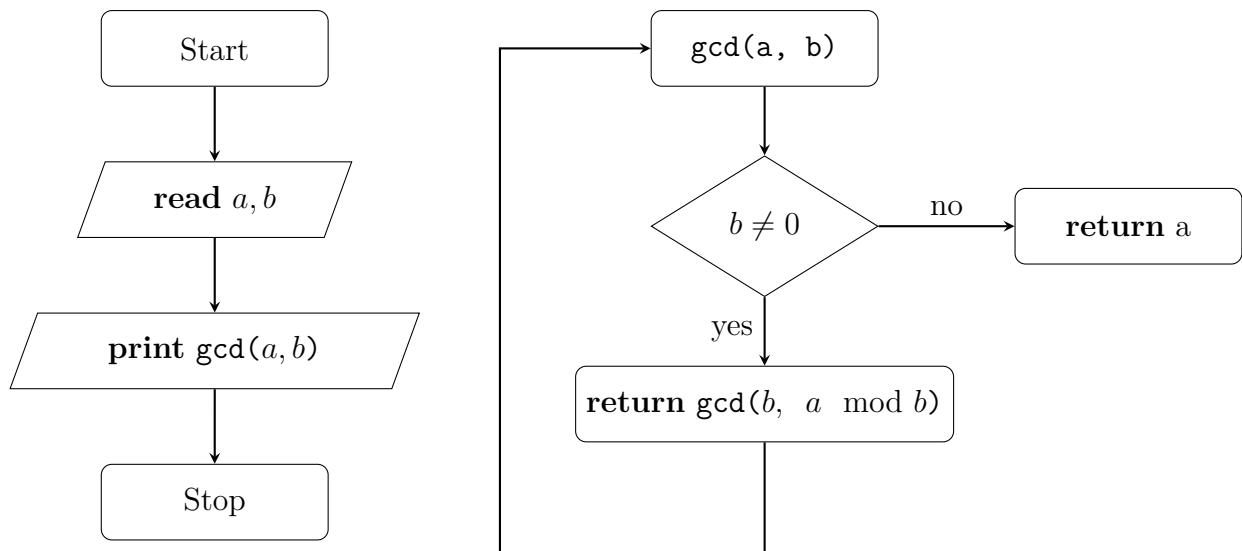 Start
read a, b
print gcd(a, b)
Stop
gcd(a, b)
b ≠ 0
no
return a
yes
return gcd(b, a mod b)